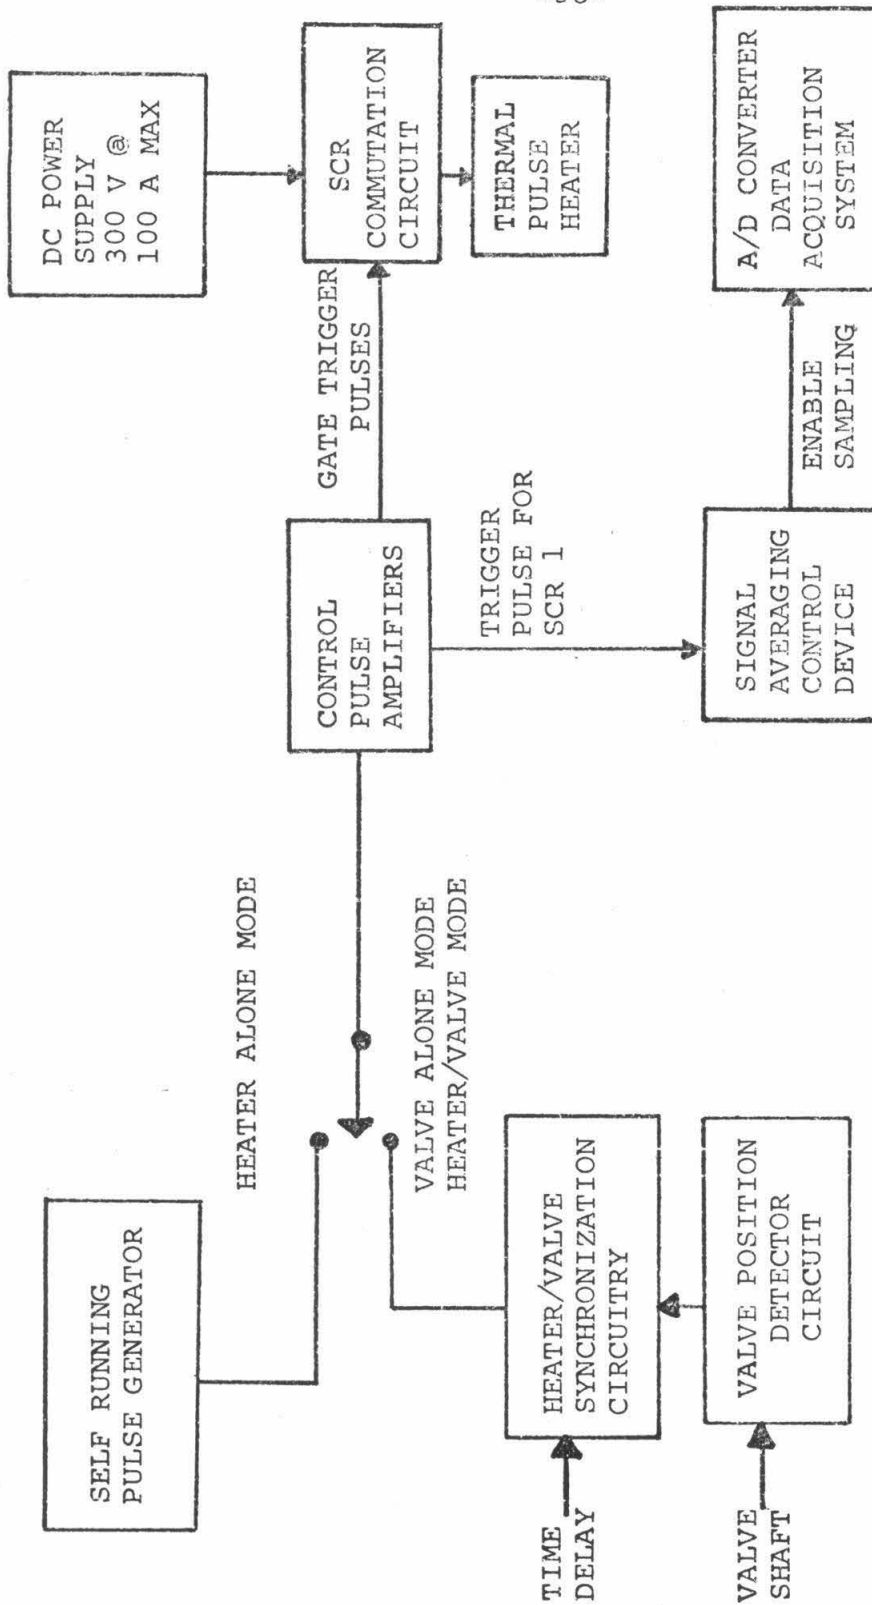 SELF RUNNING
PULSE GENERATOR
HEATER ALONE MODE
VALVE ALONE MODE
HEATER/VALVE MODE
TIME
DELAY
HEATER/VALVE
SYNCHRONIZATION
CIRCUITRY
VALVE
SHAFT
VALVE POSITION
DETECTOR
CIRCUIT
CONTROL
PULSE
AMPLIFIERS
GATE TRIGGER
PULSES
TRIGGER
PULSE FOR
SCR 1
DC POWER
SUPPLY
300 V @
100 A MAX
SCR
COMMUTATION
CIRCUIT
THERMAL
PULSE
HEATER
SIGNAL
AVERAGING
CONTROL
DEVICE
ENABLE
SAMPLING
A/D CONVERTER
DATA
ACQUISITION
SYSTEM